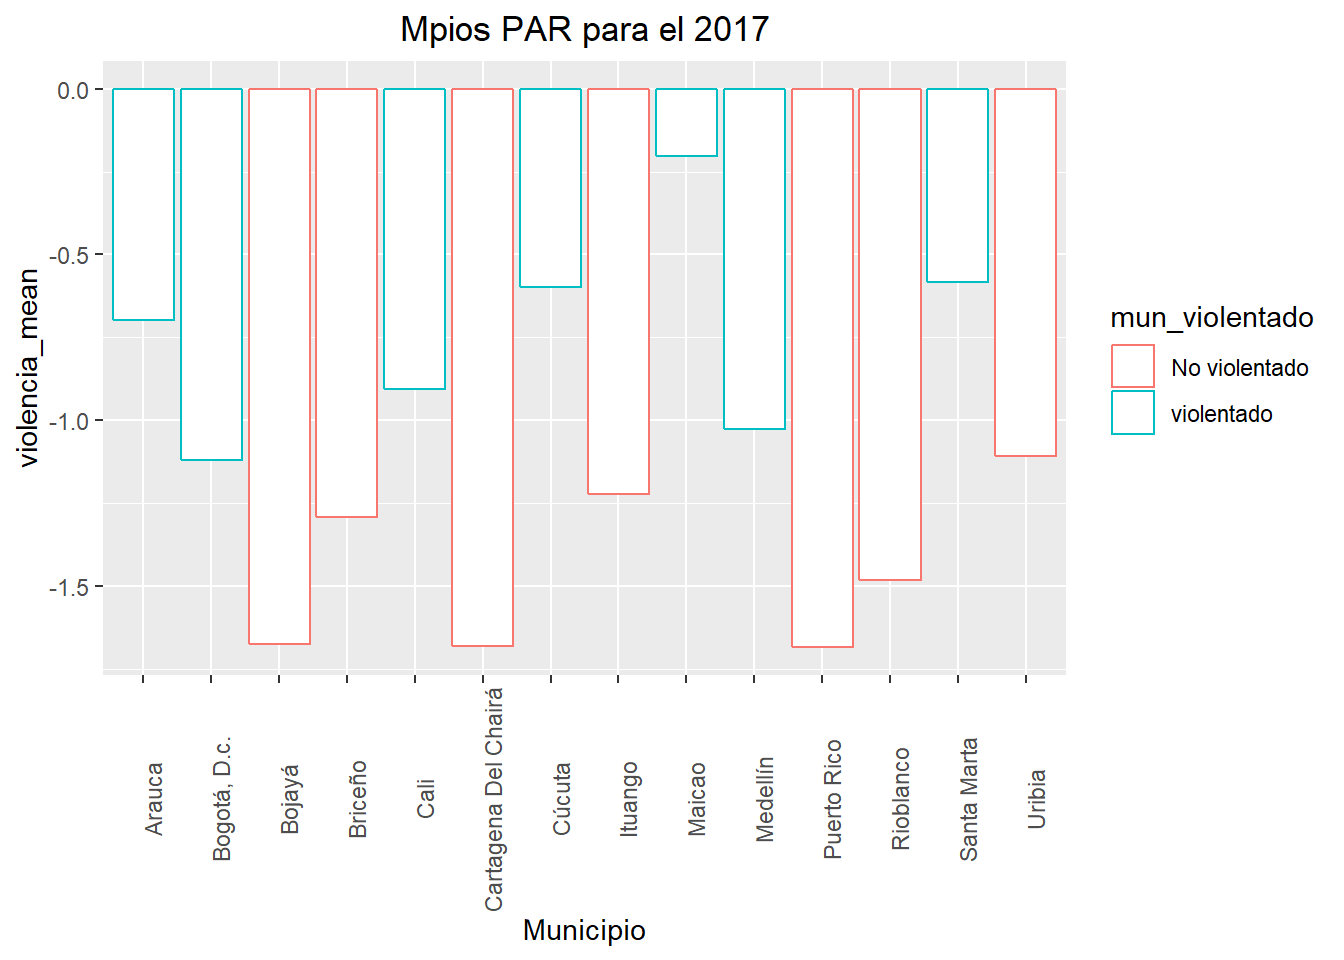 Mpios PAR para el 2017
violencia_mean
0.0
-0.5
-1.0
-1.5
Arauca
Bogotá, D.c.
Bojayá
Briceño
Cali
Cartagena Del Chairá
Cúcuta
Ituango
Maicao
Medellín
Puerto Rico
Rioblanco
Santa Marta
Uribia
Municipio
mun_violentado
No violentado
violentado